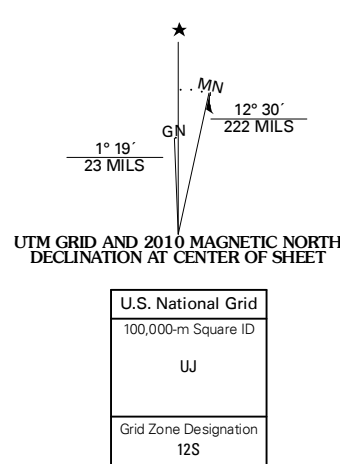 ★
MN
12° 30´
222 MILS
GN
1° 19´
23 MILS
UTM GRID AND 2010 MAGNETIC NORTH
DECLINATION AT CENTER OF SHEET
U.S. National Grid
100,000-m Square ID
UJ
Grid Zone Designation
12S